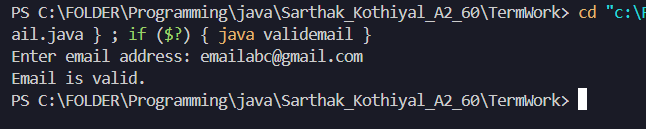 PS C:\FOLDER\Programming\java\Sarthak_Kothiyal_A2_60\TermWork> cd "c:\
ail.java } ; if ($?) { java validemail }
Enter email address: emailabc@gmail.com
Email is valid.
PS C:\FOLDER\Programming\java\Sarthak_Kothiyal_A2_60\TermWork>